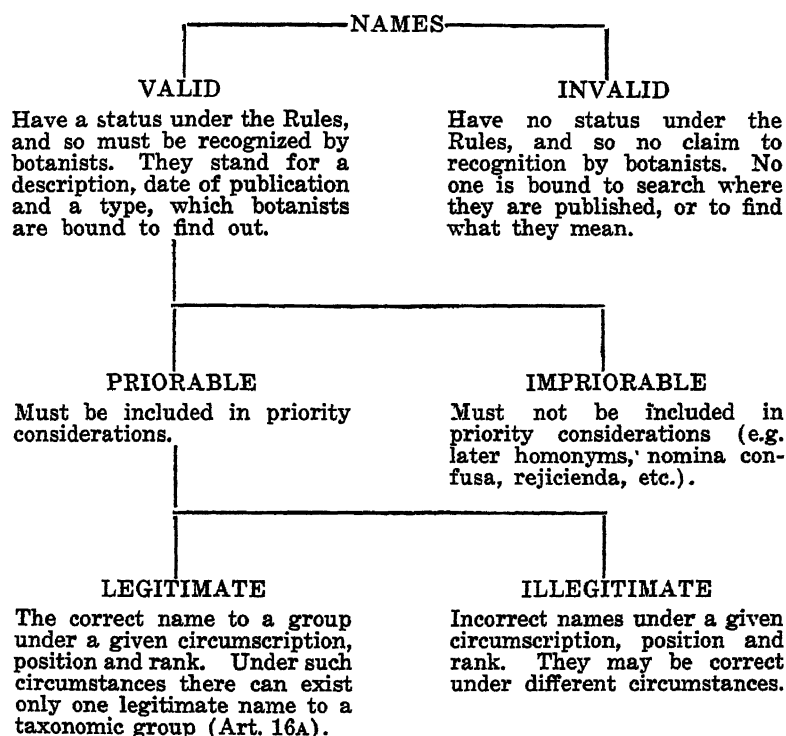 NAMES
VALID
Have a status under the Rules,
and so must be recognized by
botanists. They stand for a
description, date of publication
and a type, which botanists
are bound to find out.
INVALID
Have no status under the
Rules, and so no claim to
recognition by botanists. No
one is bound to search where
they are published, or to find
what they mean.
PRIORABLE
Must be included in priority
considerations.
IMPRIORABLE
Must not be included in
priority considerations (e.g.
later homonyms, nomina con-
fusa, rejicienda, etc.).
LEGITIMATE
The correct name to a group
under a given circumscription,
position and rank. Under such
circumstances there can exist
only one legitimate name to a
taxonomic group (Art. 16A).
ILLEGITIMATE
Incorrect names under a given
circumscription, position and
rank. They may be correct
under different circumstances.